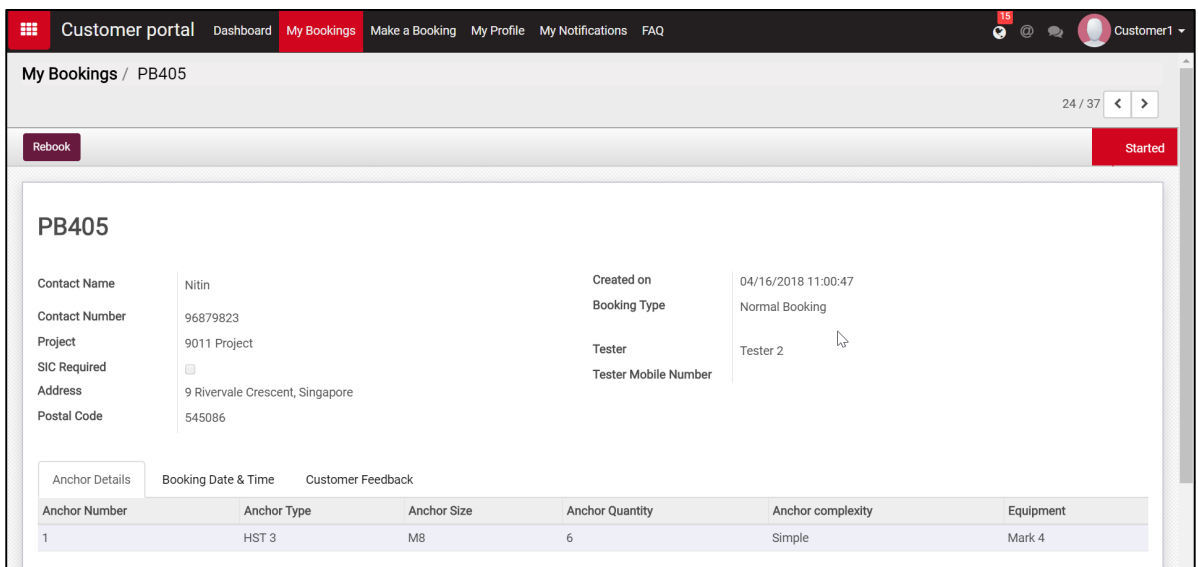 Customer portal Dashboard My Bookings Make a Booking My Profile My Notifications FAQ 15 @ Customer1
My Bookings / PB405
24 / 37
Rebook Started
PB405
Contact Name Nitin
Created on 04/16/2018 11:00:47
Contact Number 96879823
Booking Type Normal Booking
Project 9011 Project
Tester Tester 2
SIC Required
Tester Mobile Number
Address 9 Rivervale Crescent, Singapore
Postal Code 545086
Anchor Details Booking Date & Time Customer Feedback
Anchor Number Anchor Type Anchor Size Anchor Quantity Anchor complexity Equipment
1 HST 3 M8 6 Simple Mark 4